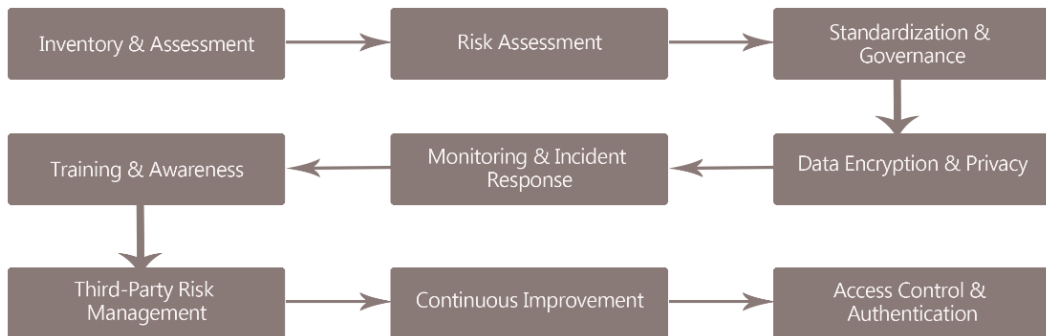 Inventory & Assessment
Risk Assessment
Standardization &
Governance
Training & Awareness
Monitoring & Incident
Response
Data Encryption & Privacy
Third-Party Risk
Management
Continuous Improvement
Access Control &
Authentication